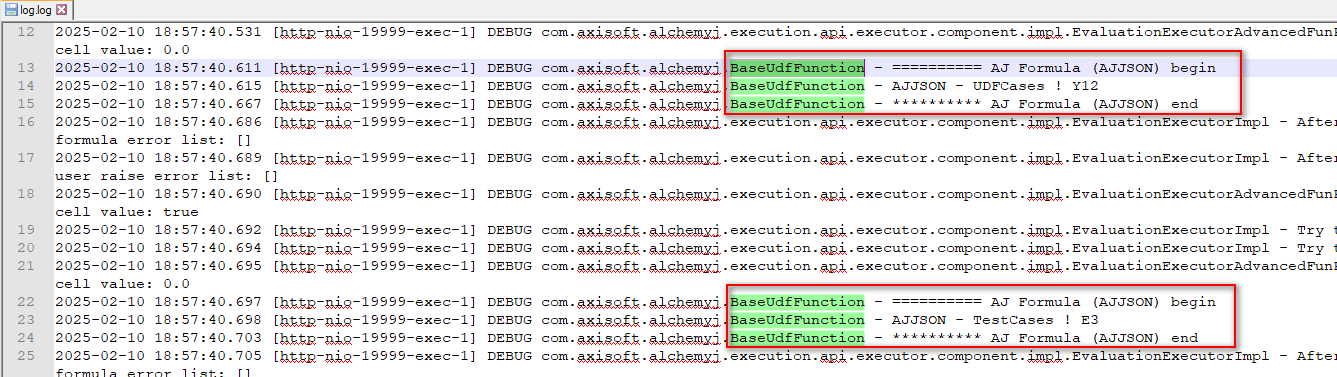 log.log
12 2025-02-10 18:57:40.531 [http-nio-19999-exec-1] DEBUG com.axisoft.alchemyj.execution.api.executor.impl.EvaluationExecutorAdvancedFunE
cell value: 0.0
13 2025-02-10 18:57:40.611 [http-nio-19999-exec-1] DEBUG com.axisoft.alchemyj.BaseUdfFunction - ========== AJ Formula (AJJSON) begin
14 2025-02-10 18:57:40.615 [http-nio-19999-exec-1] DEBUG com.axisoft.alchemyj.BaseUdfFunction - AJJSON - UDFCases ! Y12
15 2025-02-10 18:57:40.667 [http-nio-19999-exec-1] DEBUG com.axisoft.alchemyj.BaseUdfFunction - ********** AJ Formula (AJJSON) end
16 2025-02-10 18:57:40.686 [http-nio-19999-exec-1] DEBUG com.axisoft.alchemyj.execution.api.executor.component.impl.EvaluationExecutorImpl - After
formula error list: []
17 2025-02-10 18:57:40.689 [http-nio-19999-exec-1] DEBUG com.axisoft.alchemyj.execution.api.executor.component.impl.EvaluationExecutorImpl - After
user raise error list: []
18 2025-02-10 18:57:40.690 [http-nio-19999-exec-1] DEBUG com.axisoft.alchemyj.execution.api.executor.component.impl.EvaluationExecutorAdvancedFunE
cell value: true
19 2025-02-10 18:57:40.692 [http-nio-19999-exec-1] DEBUG com.axisoft.alchemyj.execution.api.executor.component.impl.EvaluationExecutorImpl - Try t
20 2025-02-10 18:57:40.694 [http-nio-19999-exec-1] DEBUG com.axisoft.alchemyj.execution.api.executor.component.impl.EvaluationExecutorImpl - Try t
21 2025-02-10 18:57:40.695 [http-nio-19999-exec-1] DEBUG com.axisoft.alchemyj.execution.api.executor.component.impl.EvaluationExecutorAdvancedFunE
cell value: 0.0
22 2025-02-10 18:57:40.697 [http-nio-19999-exec-1] DEBUG com.axisoft.alchemyj.BaseUdfFunction - ========== AJ Formula (AJJSON) begin
23 2025-02-10 18:57:40.698 [http-nio-19999-exec-1] DEBUG com.axisoft.alchemyj.BaseUdfFunction - AJJSON - TestCases ! E3
24 2025-02-10 18:57:40.703 [http-nio-19999-exec-1] DEBUG com.axisoft.alchemyj.BaseUdfFunction - ********** AJ Formula (AJJSON) end
25 2025-02-10 18:57:40.705 [http-nio-19999-exec-1] DEBUG com.axisoft.alchemyj.execution.api.executor.component.impl.EvaluationExecutorImpl - After
formula error list: []